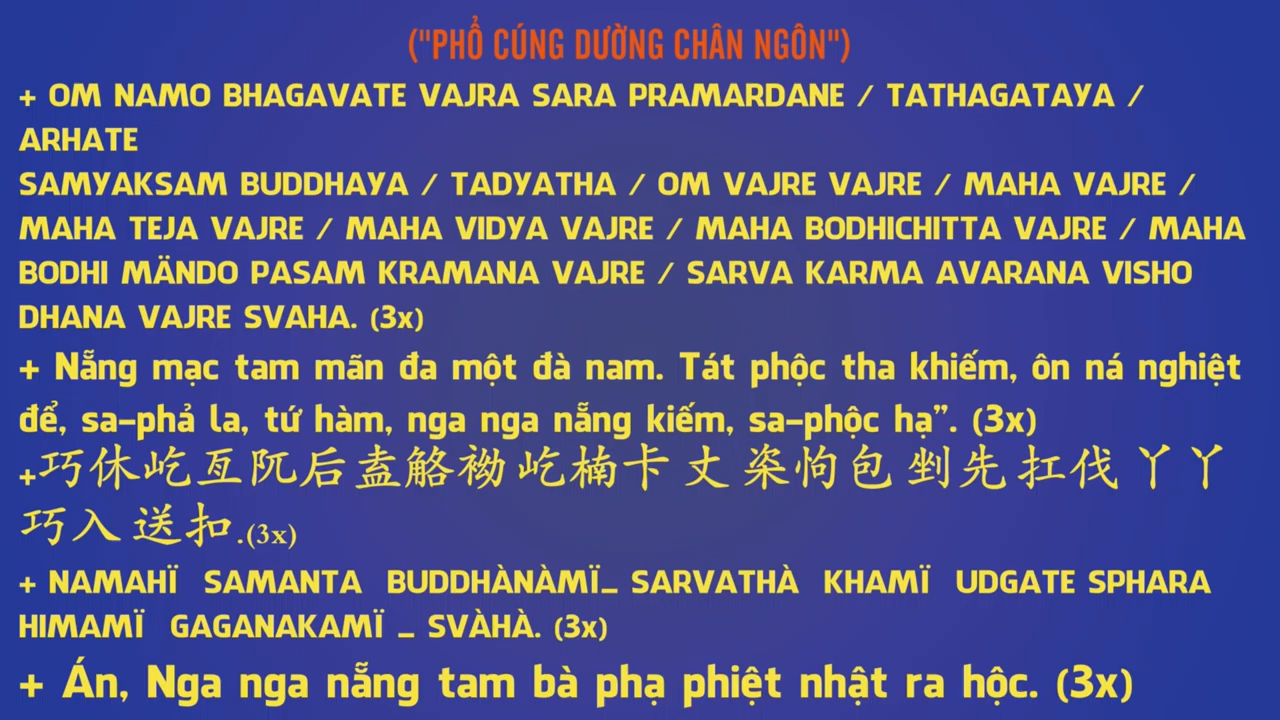 ("PHỔ CÚNG DƯỜNG CHÂN NGÔN")
+ OM NAMO BHAGAVATE VAJRA SARA PRAMARDANE / TATHAGATAYA /
ARHATE
SAMYAKSAM BUDDHAYA / TADYATHA / OM VAJRE VAJRE / MAHA VAJRE /
MAHA TEJA VAJRE / MAHA VIDYA VAJRE / MAHA BODHICHITTA VAJRE / MAHA
BODHI MÄNDO PASAM KRAMANA VAJRE / SARVA KARMA AVARANA VISHO
DHANA VAJRE SVAHA. (3x)
+ Nẵng mạc tam mãn đa một đà nam. Tát phộc tha khiếm, ôn ná nghiệt
để, sa-phả la, tứ hàm, nga nga nẵng kiếm, sa-phộc hạ”. (3x)
+巧休屹亙阢后盍觡袎屹楠卡丈栥怐包剉先扛伐丫丫
巧入送扣.(3x)
+ NAMAHÏ SAMANTA BUDDHÀNÀMÏ_ SARVATHÀ KHAMÏ UDGATE SPHARA
HIMAMÏ GAGANAKAMÏ _ SVÀHÀ. (3x)
+ Án, Nga nga nẵng tam bà phạ phiệt nhật ra hộc. (3x)